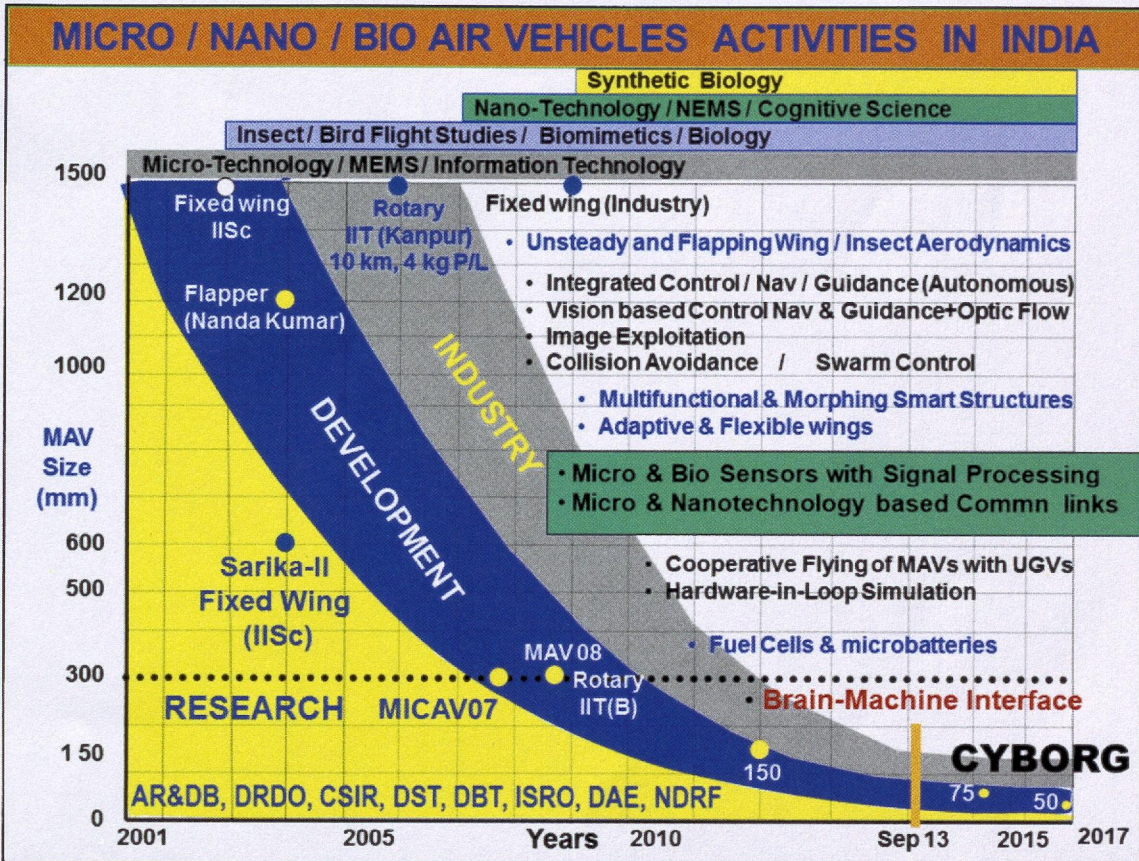 MICRO / NANO / BIO AIR VEHICLES ACTIVITIES IN INDIA
Synthetic Biology
Nano-Technology / NEMS / Cognitive Science
Insect / Bird Flight Studies / Biomimetics / Biology
Micro-Technology / MEMS / Information Technology
1500
1200
1000
MAV
Size
(mm)
600
500
300
150
0
Fixed wing
IISc
Rotary
IIT (Kanpur)
10 km, 4 kg P/L
Fixed wing (Industry)
Flapper
(Nanda Kumar)
• Unsteady and Flapping Wing / Insect Aerodynamics
• Integrated Control / Nav / Guidance (Autonomous)
• Vision based Control Nav & Guidance+Optic Flow
• Image Exploitation
• Collision Avoidance / Swarm Control
• Multifunctional & Morphing Smart Structures
• Adaptive & Flexible wings
• Micro & Bio Sensors with Signal Processing
• Micro & Nanotechnology based Commn links
• Cooperative Flying of MAVs with UGVs
• Hardware-in-Loop Simulation
• Fuel Cells & microbatteries
• Brain-Machine Interface
INDUSTRY
DEVELOPMENT
Sarika-II
Fixed Wing
(IISc)
MAV 08
Rotary
IIT(B)
RESEARCH MICAV07
CYBORG
150
75
50
AR&DB, DRDO, CSIR, DST, DBT, ISRO, DAE, NDRF
2001 2005 Years 2010 Sep 13 2015 2017